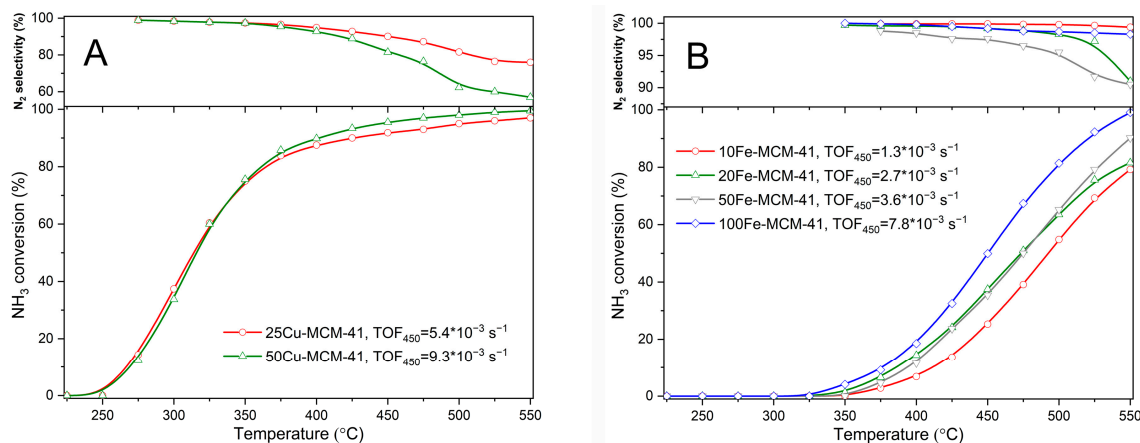 A
N₂ selectivity (%)
100
80
60
NH₃ conversion (%)
100
80
60
40
20
0
25Cu-MCM-41, TOF₄₅₀=5.4*10⁻³ s⁻¹
50Cu-MCM-41, TOF₄₅₀=9.3*10⁻³ s⁻¹
250 300 350 400 450 500 550
Temperature (°C)
B
N₂ selectivity (%)
100
95
90
NH₃ conversion (%)
100
80
60
40
20
0
10Fe-MCM-41, TOF₄₅₀=1.3*10⁻³ s⁻¹
20Fe-MCM-41, TOF₄₅₀=2.7*10⁻³ s⁻¹
50Fe-MCM-41, TOF₄₅₀=3.6*10⁻³ s⁻¹
100Fe-MCM-41, TOF₄₅₀=7.8*10⁻³ s⁻¹
250 300 350 400 450 500 550
Temperature (°C)